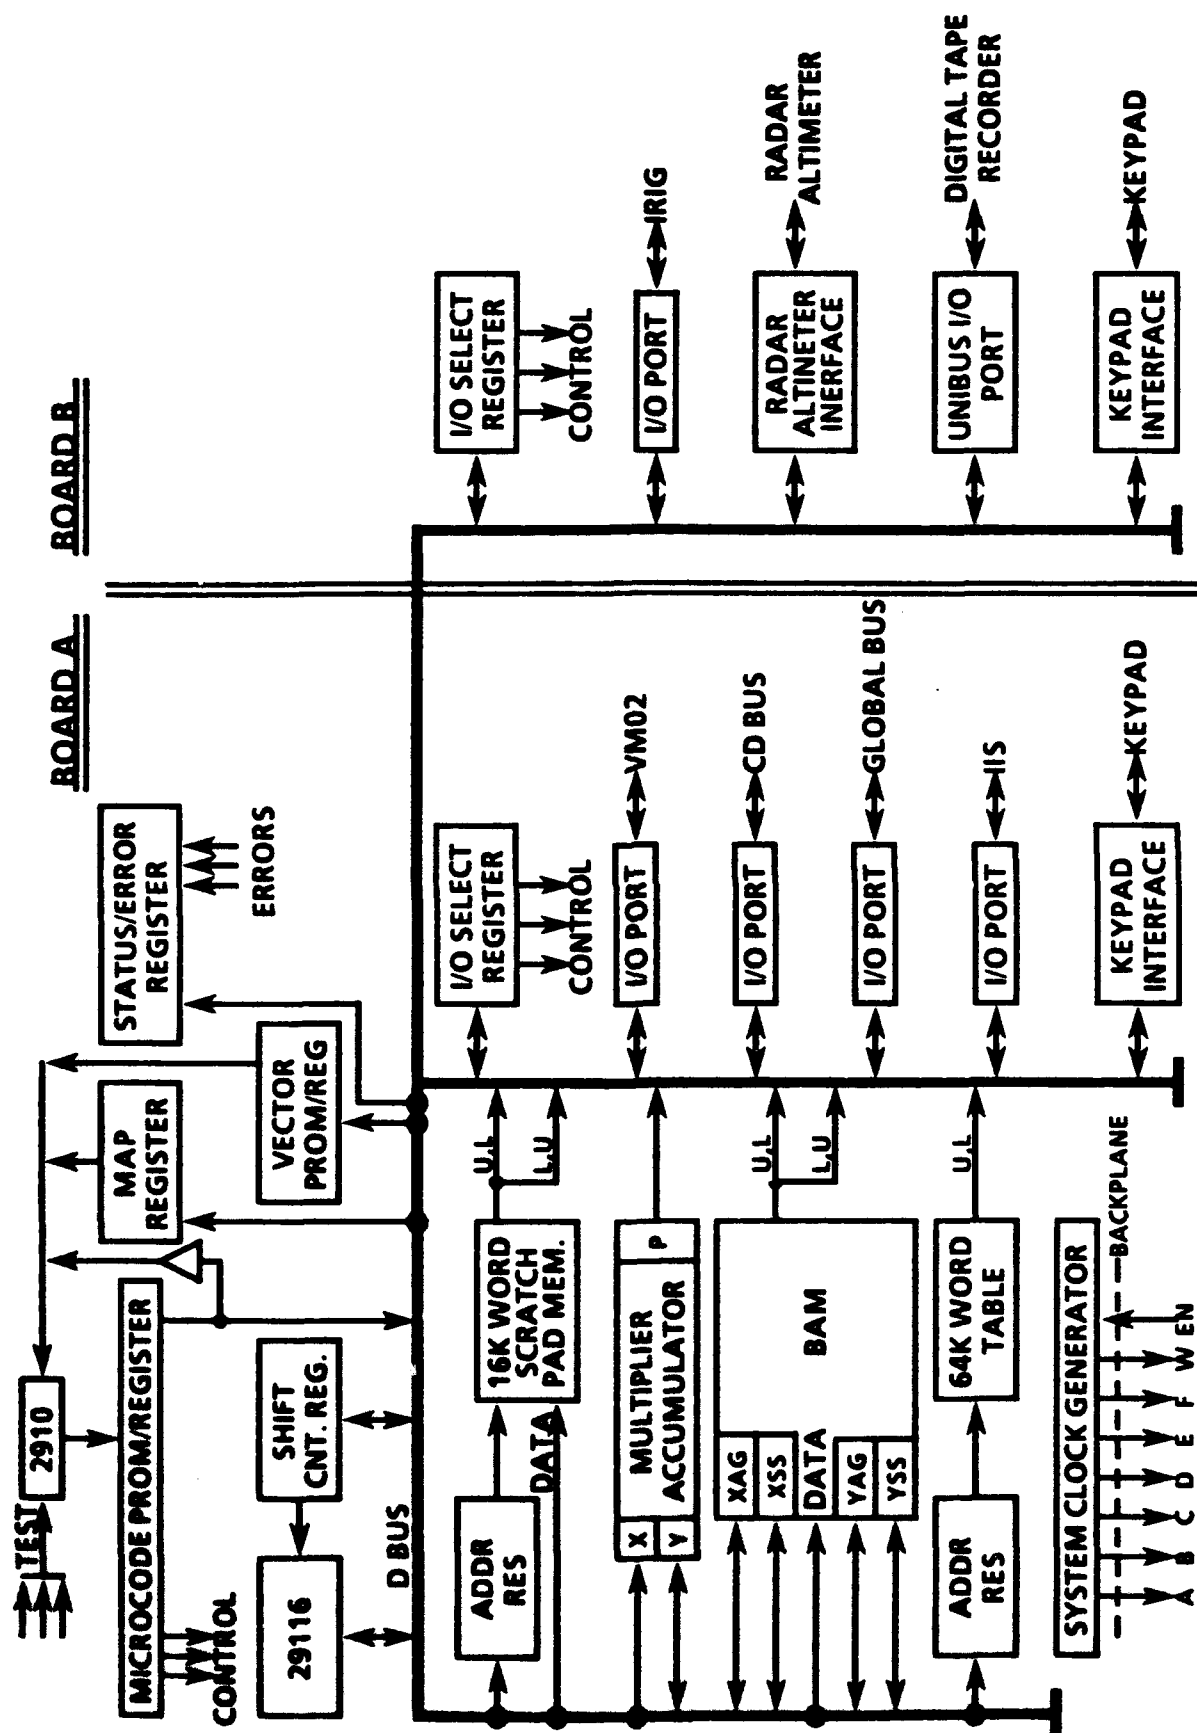 BOARD A
BOARD B
TEST
2910
MICROCODE PROM/REGISTER
CONTROL
MAP
REGISTER
STATUS/ERROR
REGISTER
ERRORS
29116
SHIFT
CNT. REG.
VECTOR
PROM/REG
D BUS
ADDR
RES
DATA
16K WORD
SCRATCH
PAD MEM.
U,L
L,U
I/O SELECT
REGISTER
CONTROL
I/O SELECT
REGISTER
CONTROL
X
Y
MULTIPLIER
ACCUMULATOR
P
I/O PORT
VM02
I/O PORT
IRIG
XAG
XSS
DATA
YAG
YSS
BAM
U,L
L,U
I/O PORT
CD BUS
RADAR
ALTINETER
INERFACE
RADAR
ALTIMETER
I/O PORT
GLOBAL BUS
ADDR
RES
64K WORD
TABLE
U,L
I/O PORT
IIS
UNIBUS I/O
PORT
DIGITAL TAPE
RECORDER
SYSTEM CLOCK GENERATOR
BACKPLANE
A B C D E F W EN
KEYPAD
INTERFACE
KEYPAD
KEYPAD
INTERFACE
KEYPAD